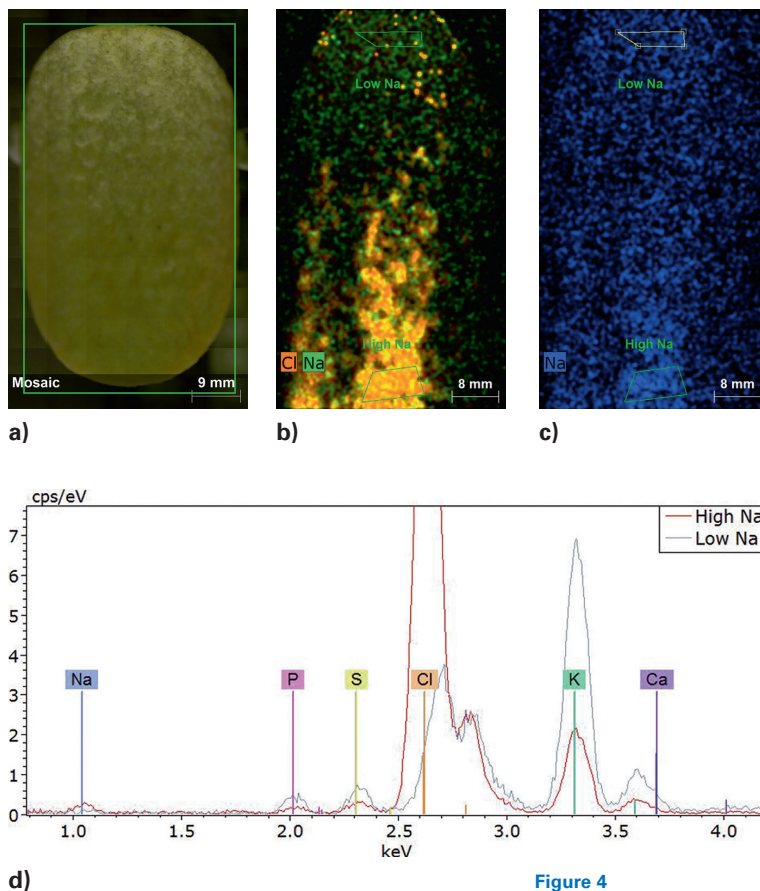 Mosaic
9 mm
a)
Low Na
High Na
Cl Na
8 mm
b)
Low Na
High Na
Na
8 mm
c)
cps/eV
High Na
Low Na
7
6
5
4
3
2
1
0
Na
P
S
Cl
K
Ca
1.0 1.5 2.0 2.5 3.0 3.5 4.0
keV
d)
Figure 4